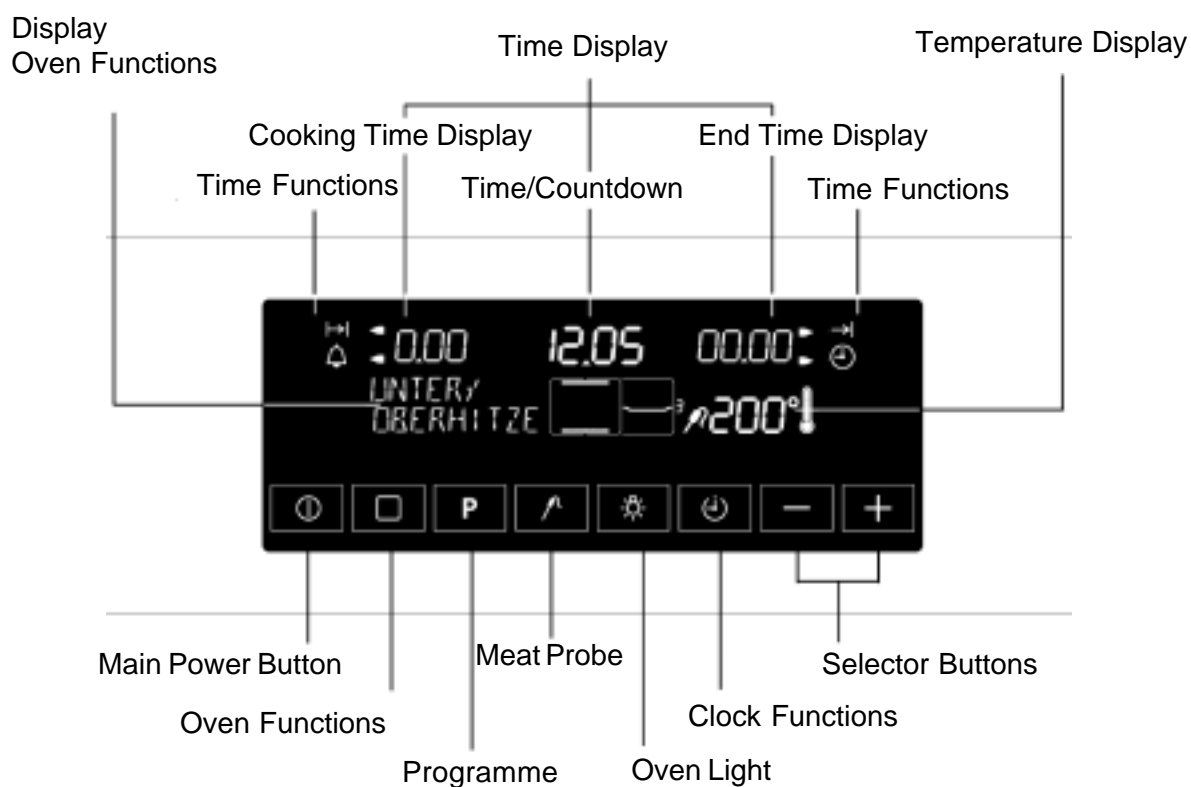 Display
Oven Functions
Time Display
Temperature Display
Cooking Time Display
End Time Display
Time Functions
Time/Countdown
Time Functions
0.00
12.05
00.00
UNTER/
OBERHITZE
3
200°
P
Main Power Button
Meat Probe
Selector Buttons
Oven Functions
Clock Functions
Programme
Oven Light